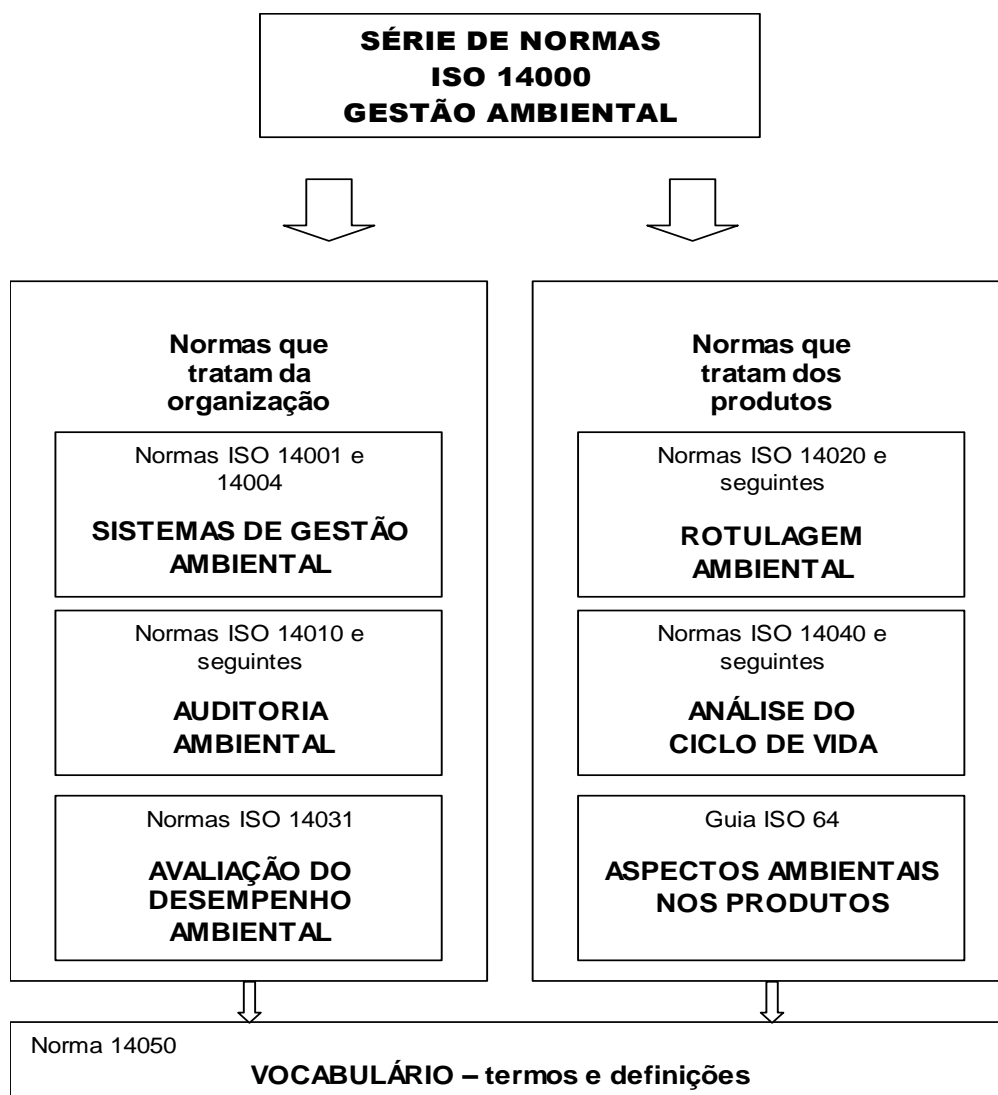 SÉRIE DE NORMAS
ISO 14000
GESTÃO AMBIENTAL
Normas que
tratam da
organização
Normas ISO 14001 e
14004
SISTEMAS DE GESTÃO
AMBIENTAL
Normas ISO 14010 e
seguintes
AUDITORIA
AMBIENTAL
Normas ISO 14031
AVALIAÇÃO DO
DESEMPENHO
AMBIENTAL
Normas que
tratam dos
produtos
Normas ISO 14020 e
seguintes
ROTULAGEM
AMBIENTAL
Normas ISO 14040 e
seguintes
ANÁLISE DO
CICLO DE VIDA
Guia ISO 64
ASPECTOS AMBIENTAIS
NOS PRODUTOS
Norma 14050
VOCABULÁRIO – termos e definições